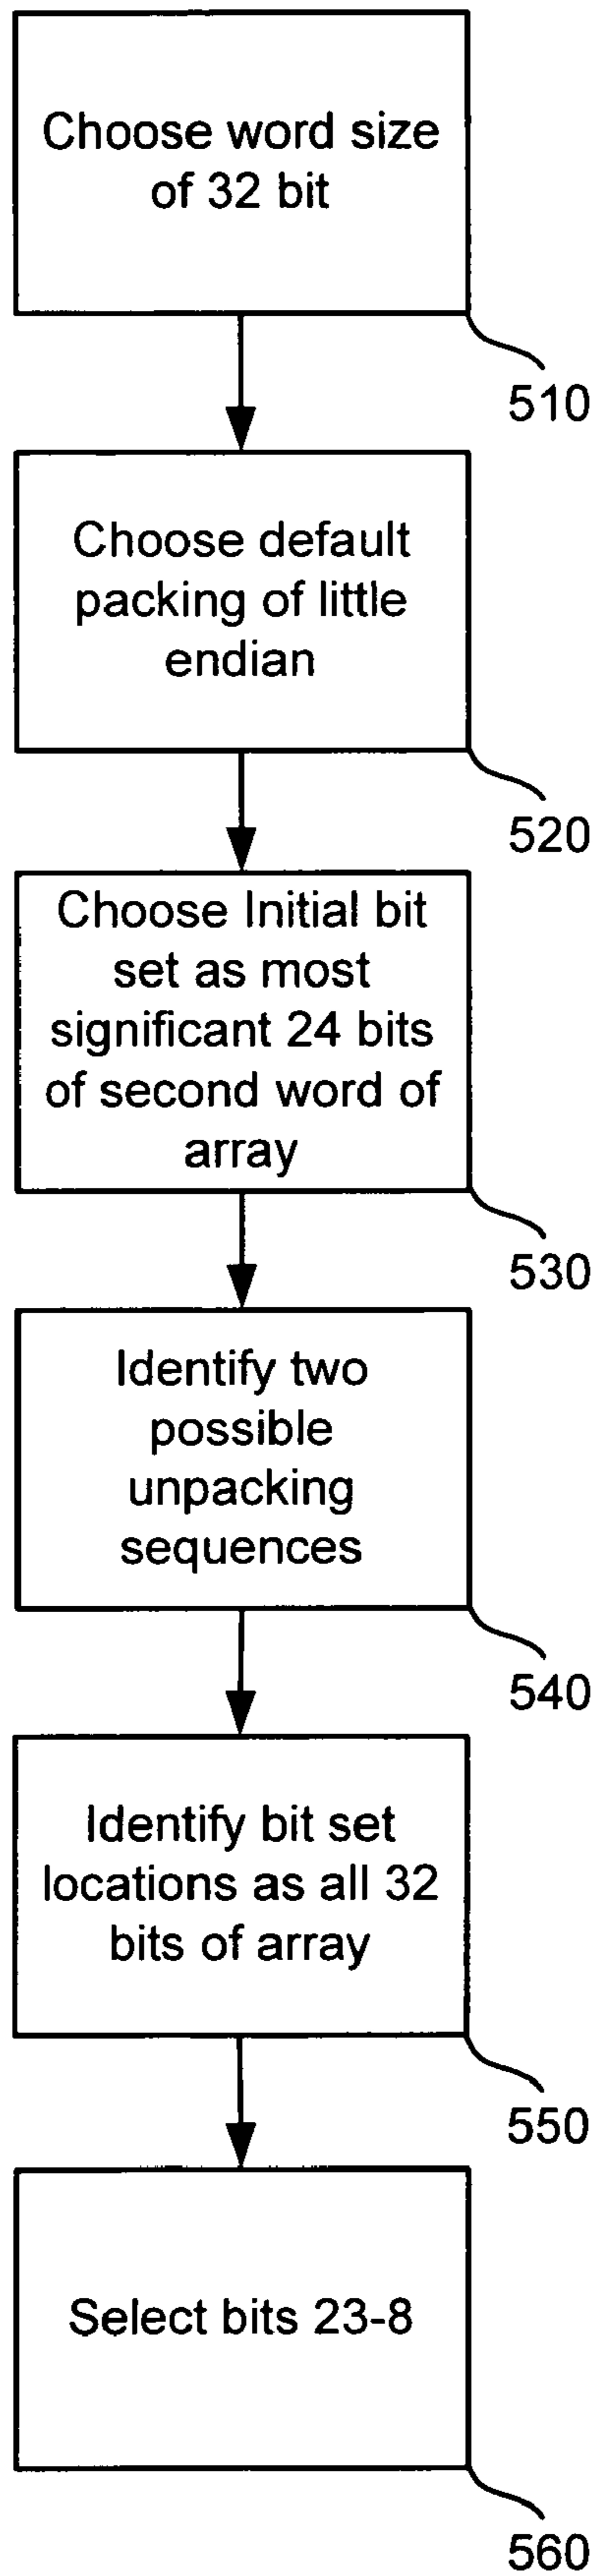 Choose word size
of 32 bit
510
Choose default
packing of little
endian
520
Choose Initial bit
set as most
significant 24 bits
of second word of
array
530
Identify two
possible
unpacking
sequences
540
Identify bit set
locations as all 32
bits of array
550
Select bits 23-8
560